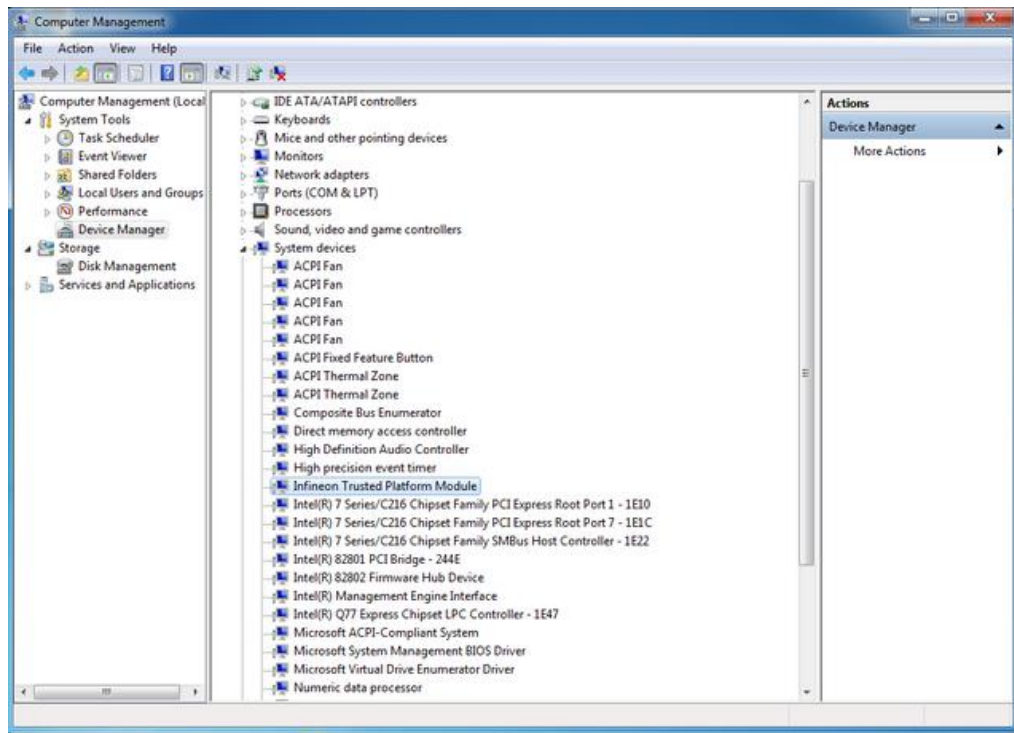 Computer Management
File Action View Help
Computer Management (Local
System Tools
Task Scheduler
Event Viewer
Shared Folders
Local Users and Groups
Performance
Device Manager
Storage
Disk Management
Services and Applications
IDE ATA/ATAPI controllers
Keyboards
Mice and other pointing devices
Monitors
Network adapters
Ports (COM & LPT)
Processors
Sound, video and game controllers
System devices
ACPI Fan
ACPI Fan
ACPI Fan
ACPI Fan
ACPI Fan
ACPI Fixed Feature Button
ACPI Thermal Zone
ACPI Thermal Zone
Composite Bus Enumerator
Direct memory access controller
High Definition Audio Controller
High precision event timer
Infineon Trusted Platform Module
Intel(R) 7 Series/C216 Chipset Family PCI Express Root Port 1 - 1E10
Intel(R) 7 Series/C216 Chipset Family PCI Express Root Port 7 - 1E1C
Intel(R) 7 Series/C216 Chipset Family SMBus Host Controller - 1E22
Intel(R) 82801 PCI Bridge - 244E
Intel(R) 82802 Firmware Hub Device
Intel(R) Management Engine Interface
Intel(R) Q77 Express Chipset LPC Controller - 1E47
Microsoft ACPI-Compliant System
Microsoft System Management BIOS Driver
Microsoft Virtual Drive Enumerator Driver
Numeric data processor
Actions
Device Manager
More Actions